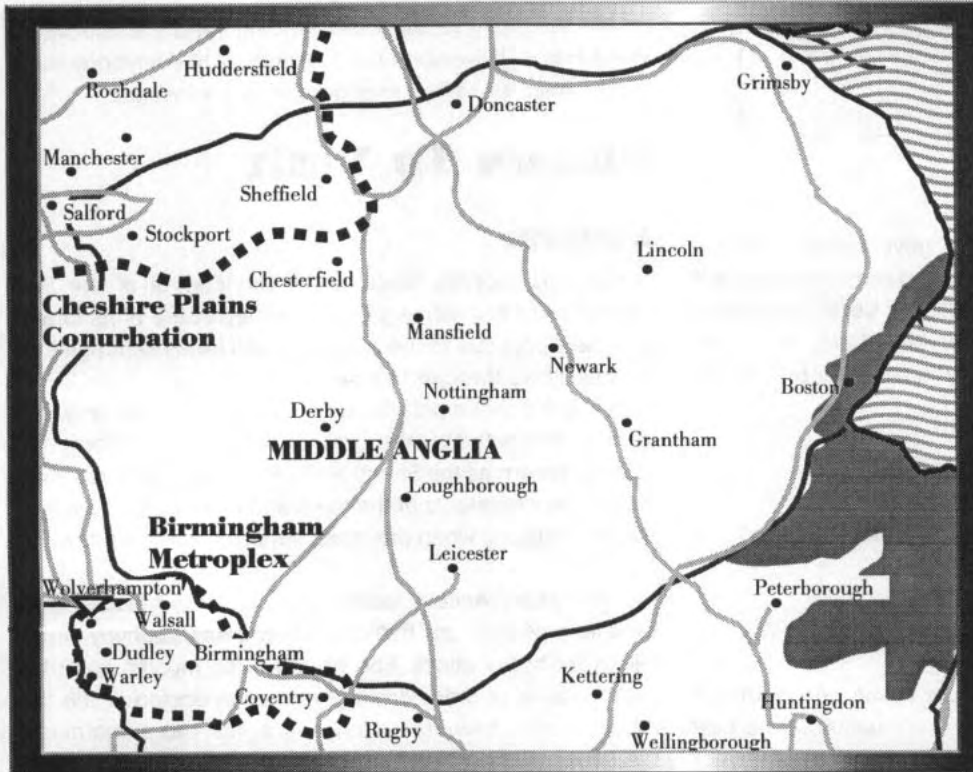 Huddersfield
Rochdale
Grimsby
Doncaster
Manchester
Sheffield
Salford
Stockport
Lincoln
Chesterfield
Cheshire Plains
Conurbation
Mansfield
Newark
Nottingham
Boston
Derby
Grantham
MIDDLE ANGLIA
Loughborough
Birmingham
Metroplex
Leicester
Wolverhampton
Peterborough
Walsall
Dudley
Birmingham
Warley
Kettering
Coventry
Huntingdon
Rugby
Wellingborough